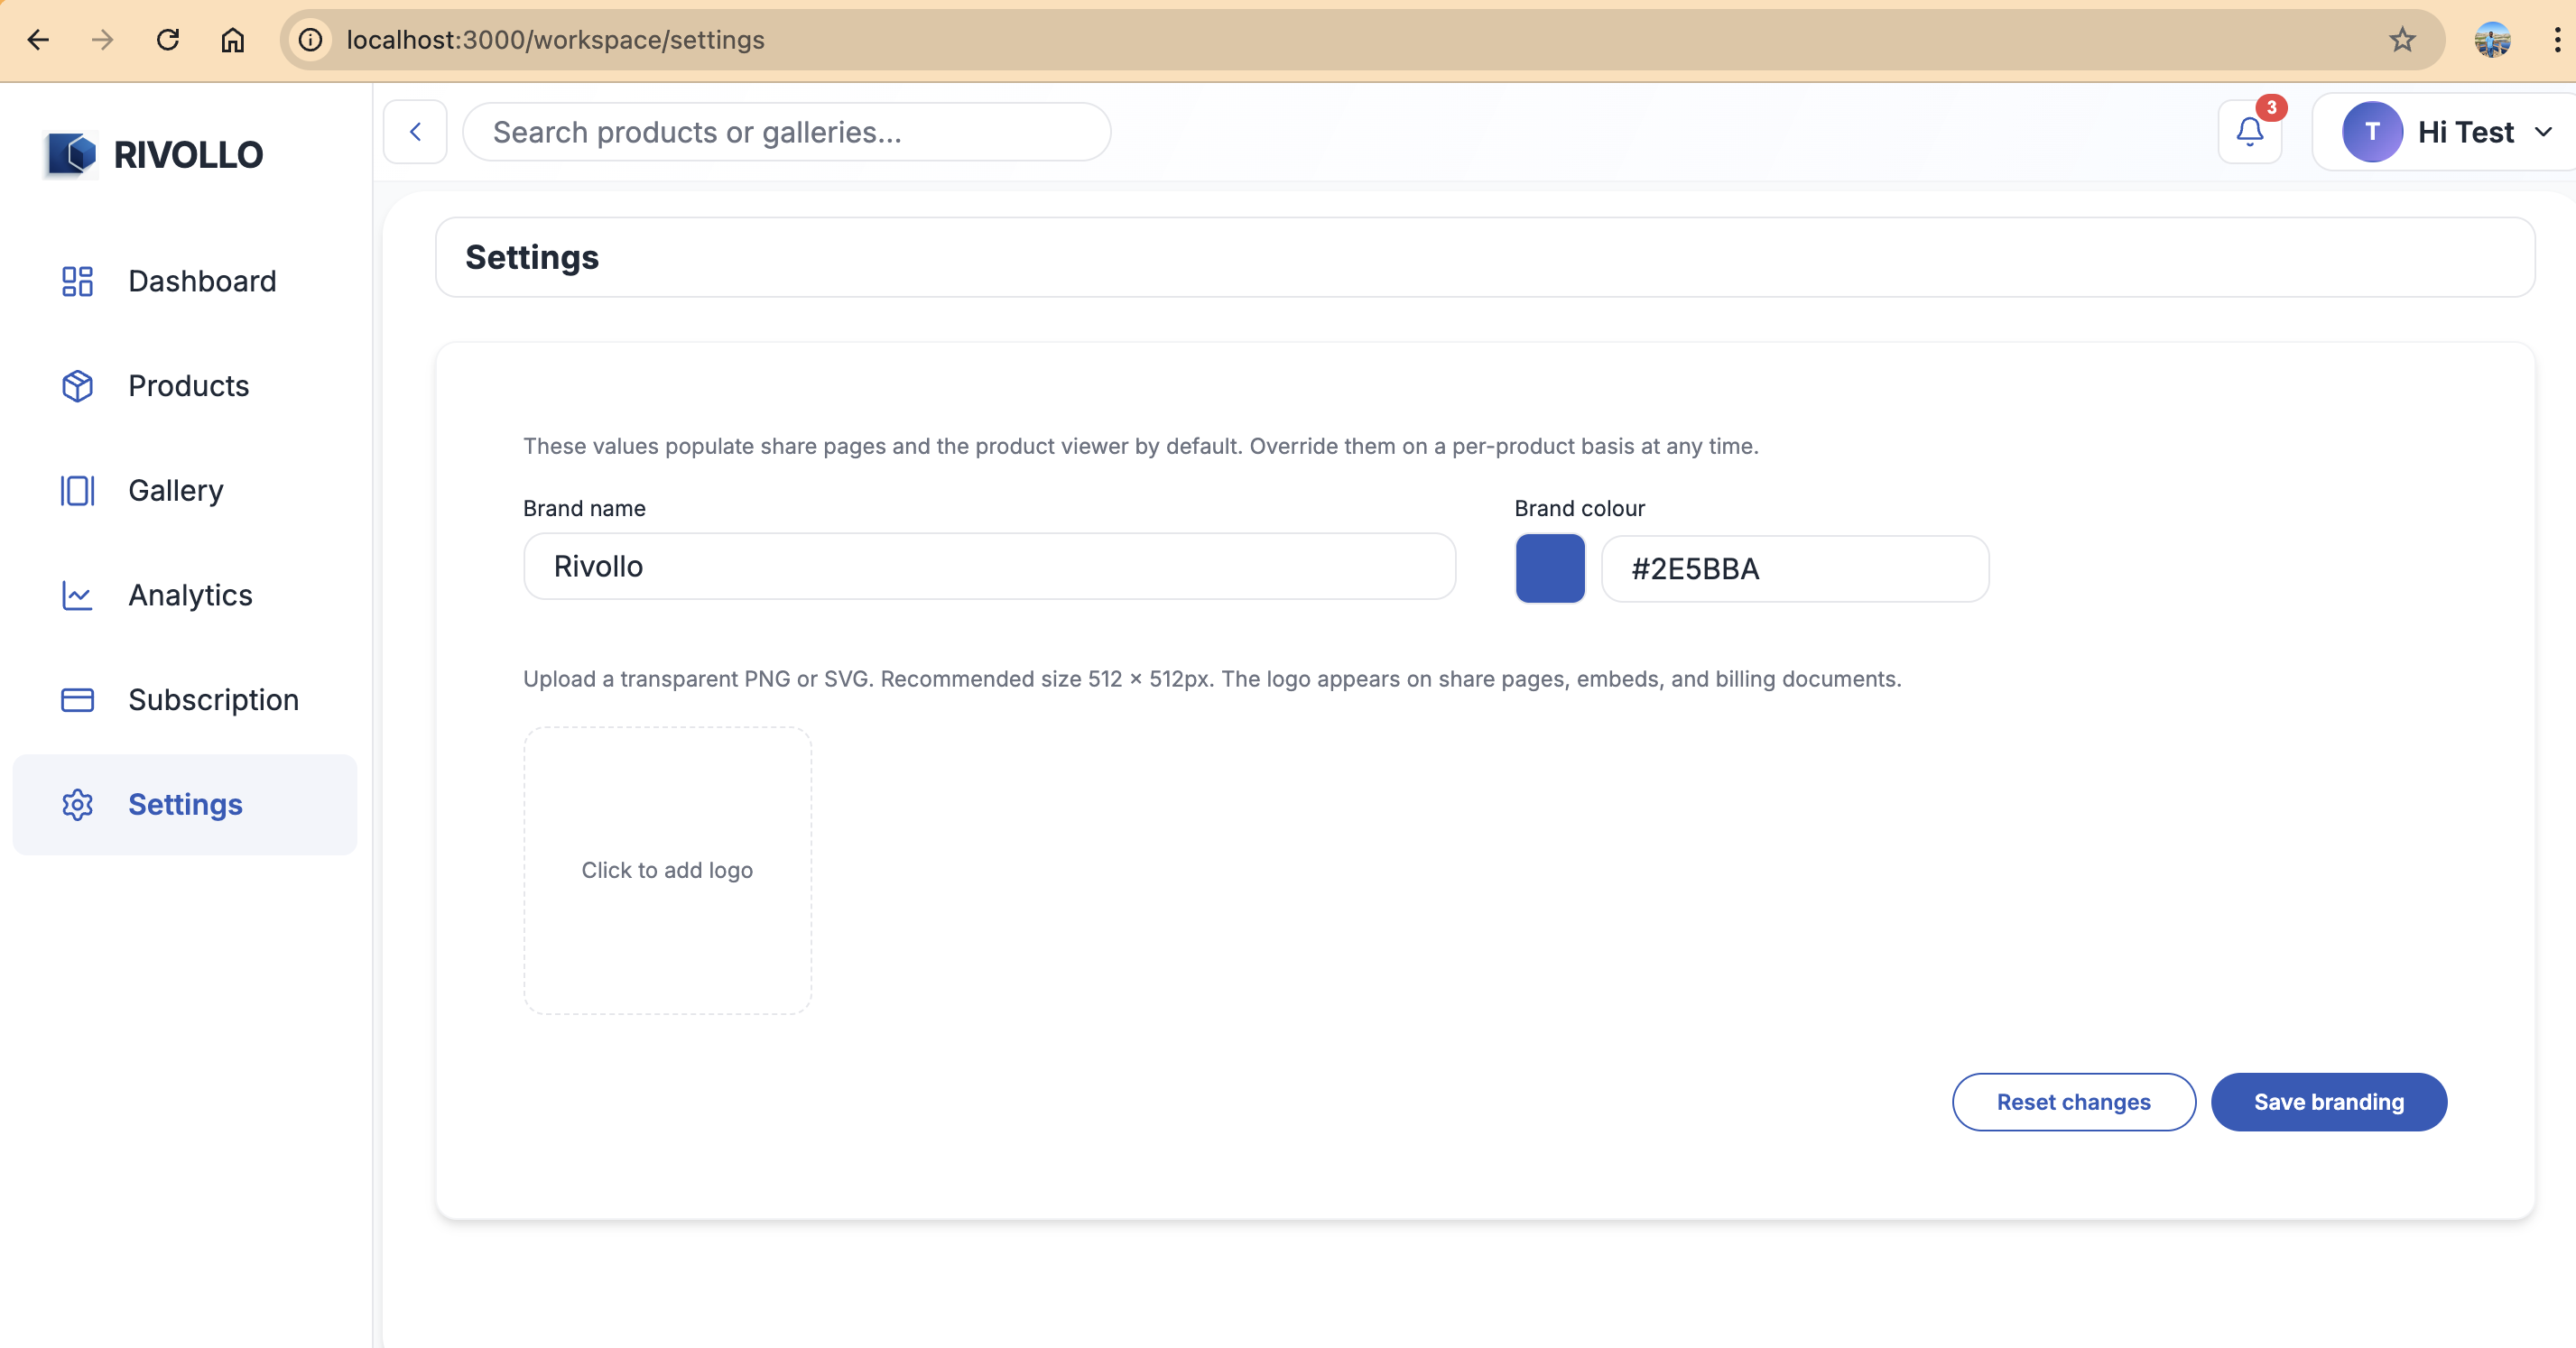 localhost:3000/workspace/settings
RIVOLLO
Search products or galleries...
3
T
Hi Test
Dashboard
Products
Gallery
Analytics
Subscription
Settings
Settings
These values populate share pages and the product viewer by default. Override them on a per-product basis at any time.
Brand name
Brand colour
Rivollo
#2E5BBA
Upload a transparent PNG or SVG. Recommended size 512 × 512px. The logo appears on share pages, embeds, and billing documents.
Click to add logo
Reset changes
Save branding